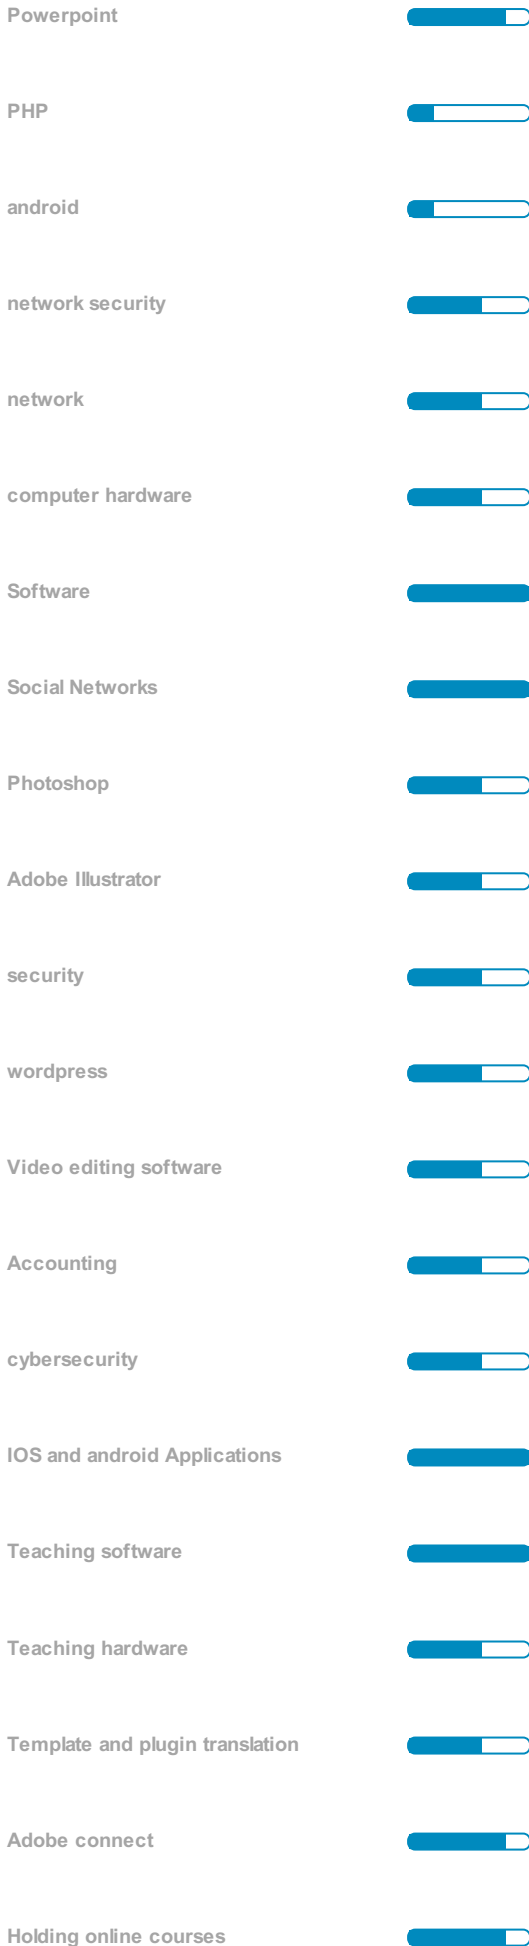 Powerpoint
PHP
android
network security
network
computer hardware
Software
Social Networks
Photoshop
Adobe Illustrator
security
wordpress
Video editing software
Accounting
cybersecurity
IOS and android Applications
Teaching software
Teaching hardware
Template and plugin translation
Adobe connect
Holding online courses